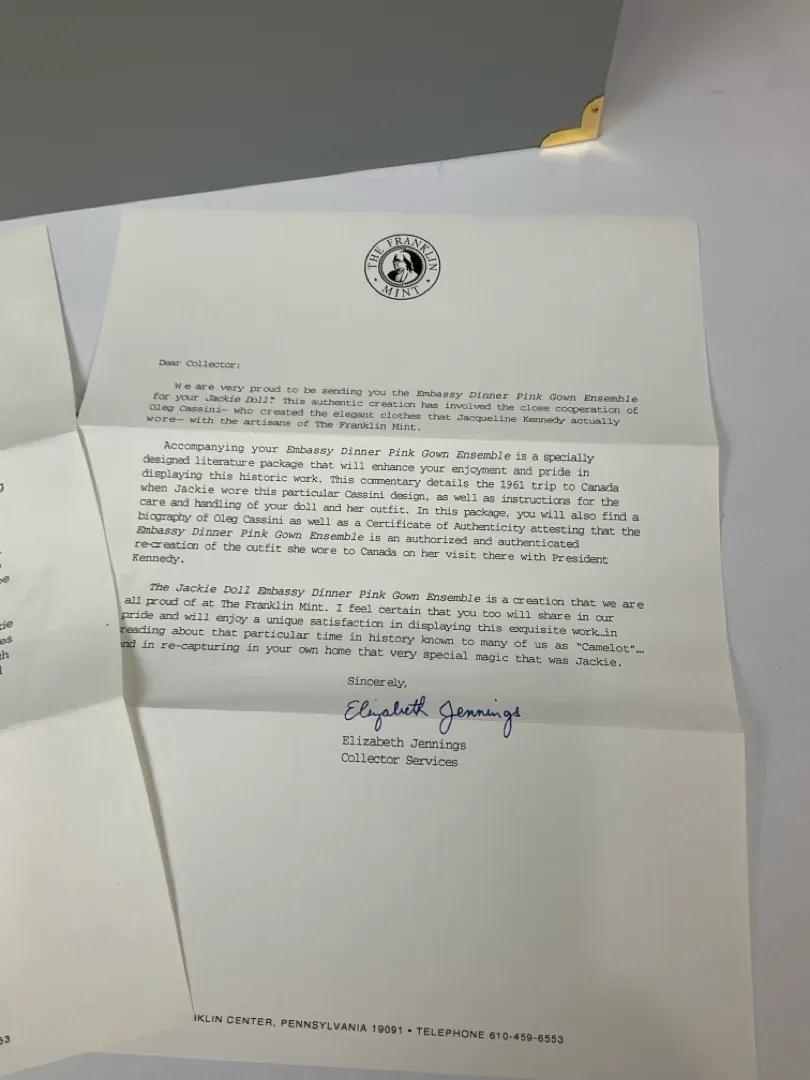 THE FRANKLIN
MINT
Dear Collector:
We are very proud to be sending you the Embassy Dinner Pink Gown Ensemble
for your Jackie Doll! This authentic creation has involved the close cooperation of
Oleg Cassini— who created the elegant clothes that Jacqueline Kennedy actually
wore— with the artisans of The Franklin Mint.
Accompanying your Embassy Dinner Pink Gown Ensemble is a specially
designed literature package that will enhance your enjoyment and pride in
displaying this historic work. This commentary details the 1961 trip to Canada
when Jackie wore this particular Cassini design, as well as instructions for the
care and handling of your doll and her outfit. In this package, you will also find a
biography of Oleg Cassini as well as a Certificate of Authenticity attesting that the
Embassy Dinner Pink Gown Ensemble is an authorized and authenticated
re-creation of the outfit she wore to Canada on her visit there with President
Kennedy.
The Jackie Doll Embassy Dinner Pink Gown Ensemble is a creation that we are
all proud of at The Franklin Mint. I feel certain that you too will share in our
pride and will enjoy a unique satisfaction in displaying this exquisite work…in
reading about that particular time in history known to many of us as "Camelot"…
and in re-capturing in your own home that very special magic that was Jackie.
Sincerely,
Elizabeth Jennings
Elizabeth Jennings
Collector Services
KLIN CENTER, PENNSYLVANIA 19091 • TELEPHONE 610-459-6553